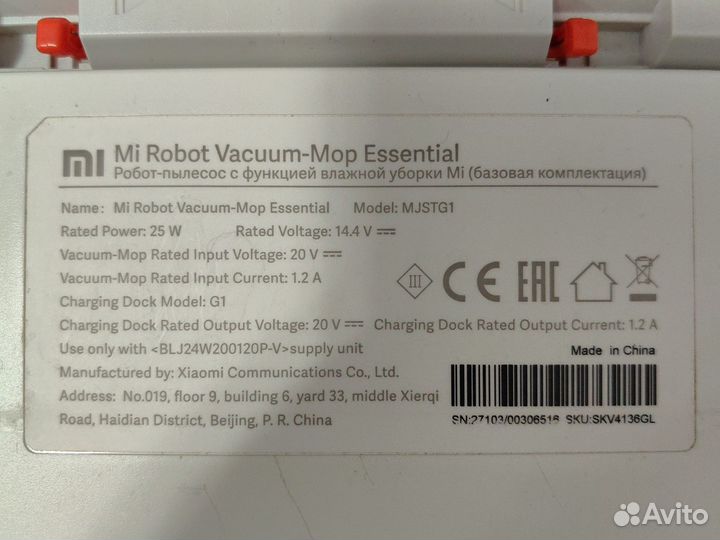 mi Mi Robot Vacuum-Mop Essential
Робот-пылесос с функцией влажной уборки Mi (базовая комплектация)
Name: Mi Robot Vacuum-Mop Essential Model: MJSTG1
Rated Power: 25 W Rated Voltage: 14.4 V
Vacuum-Mop Rated Input Voltage: 20 V
Vacuum-Mop Rated Input Current: 1.2 A
Charging Dock Model: G1
III CE EAC
Charging Dock Rated Output Voltage: 20 V Charging Dock Rated Output Current: 1.2 A
Use only with <BLJ24W200120P-V>supply unit
Made in China
Manufactured by: Xiaomi Communications Co., Ltd.
Address: No.019, floor 9, building 6, yard 33, middle Xierqi
Road, Haidian District, Beijing, P. R. China
SN:27103/00306516 SKU:SKV4136GL
Avito